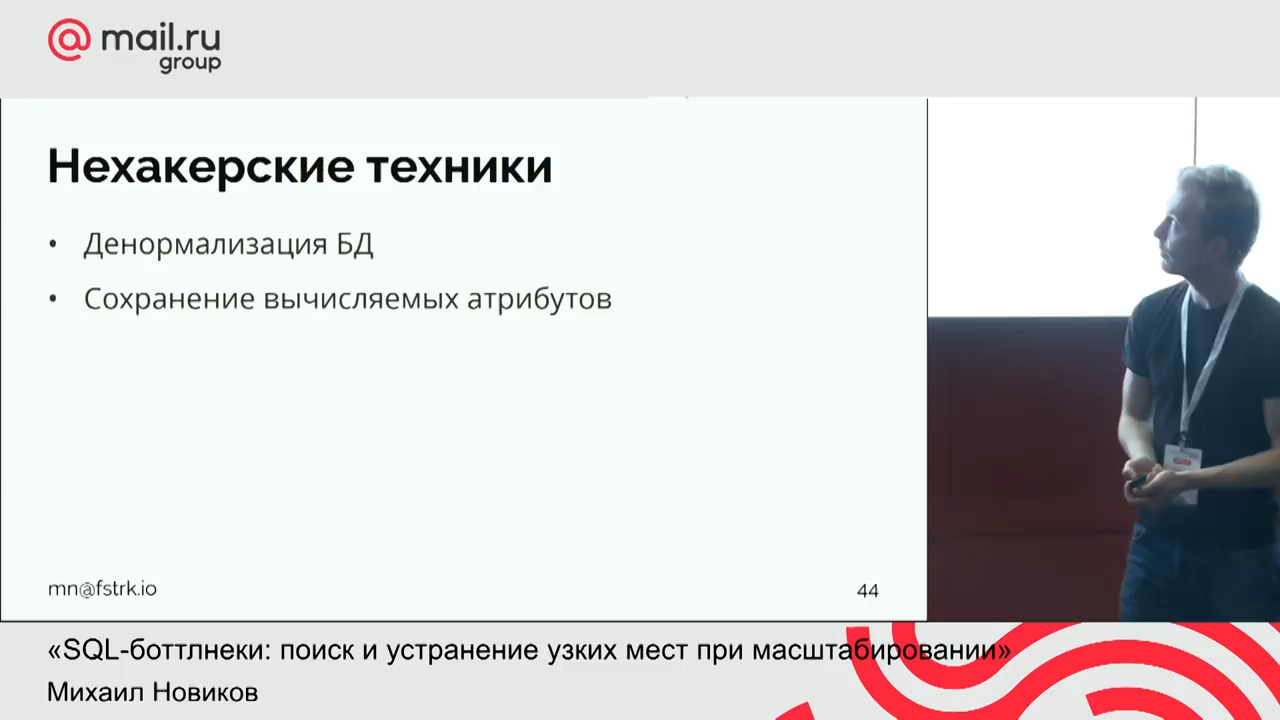 mail.ru
group
Нехакерские техники
• Денормализация БД
• Сохранение вычисляемых атрибутов
mn@fstrk.io
44
«SQL-боттлнеки: поиск и устранение узких мест при масштабировании»
Михаил Новиков